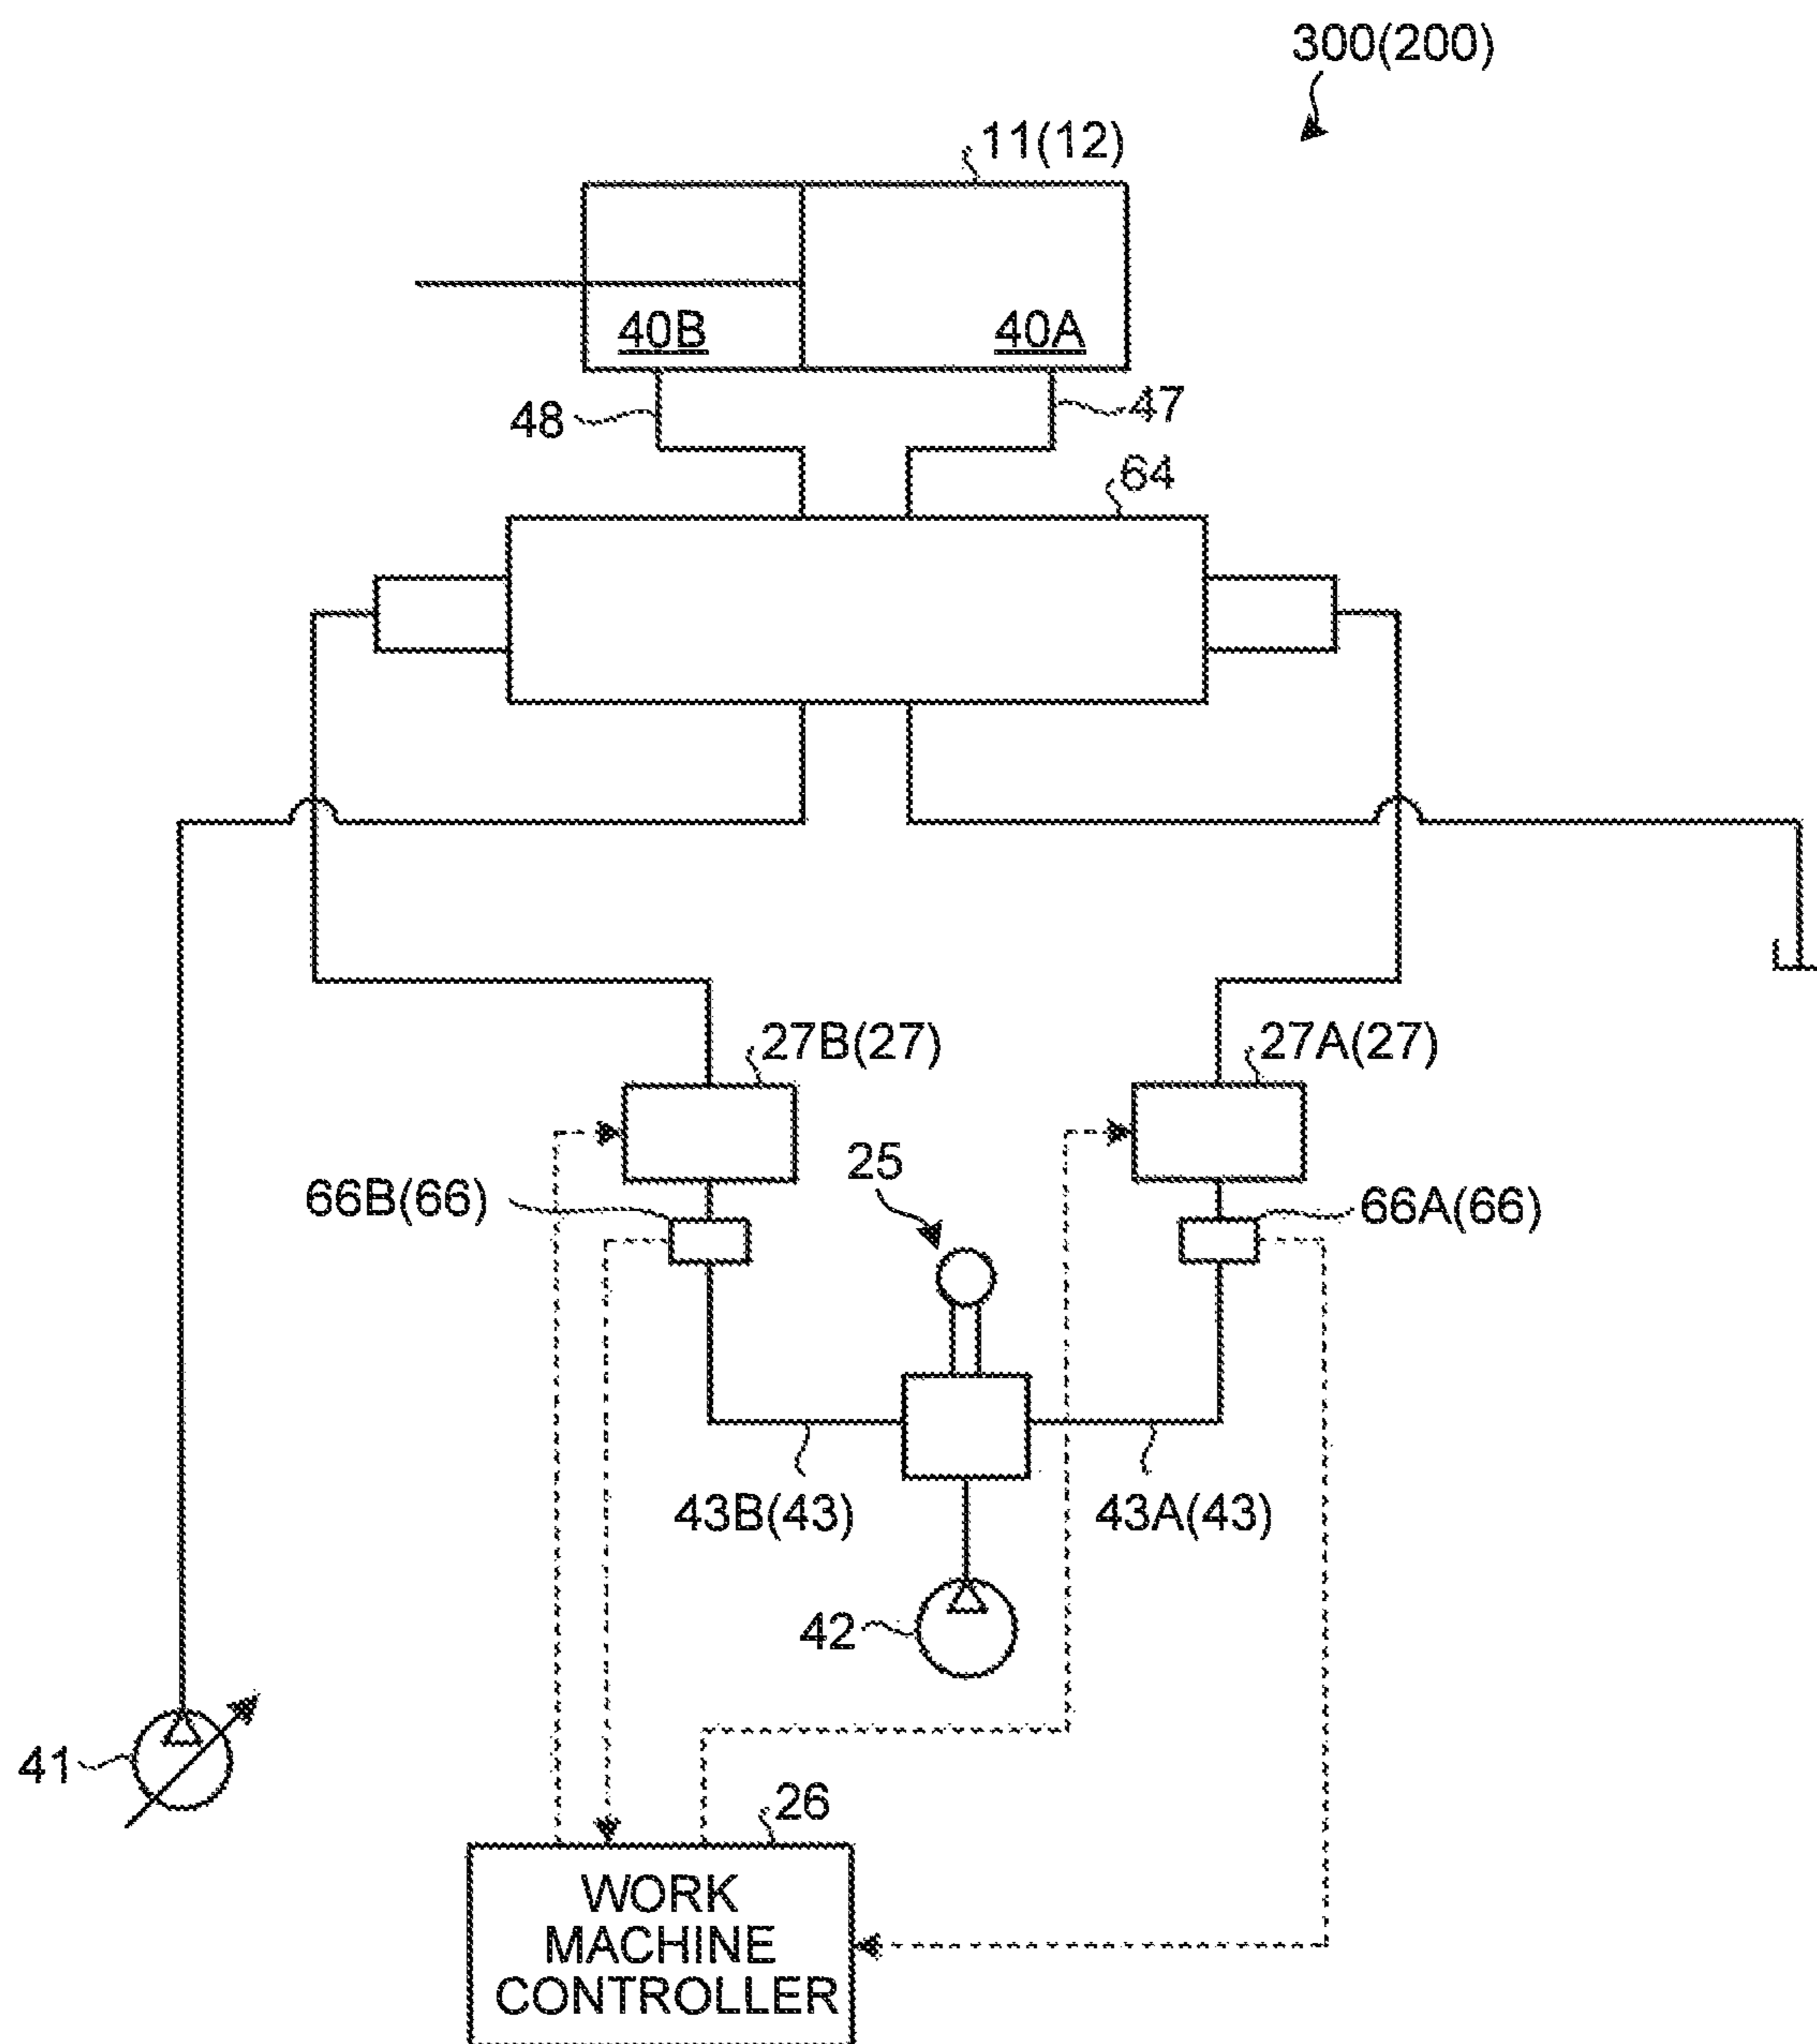 300(200)
11(12)
40B
40A
48
47
64
27B(27)
27A(27)
25
66B(66)
66A(66)
43B(43)
43A(43)
42
41
26
WORK
MACHINE
CONTROLLER